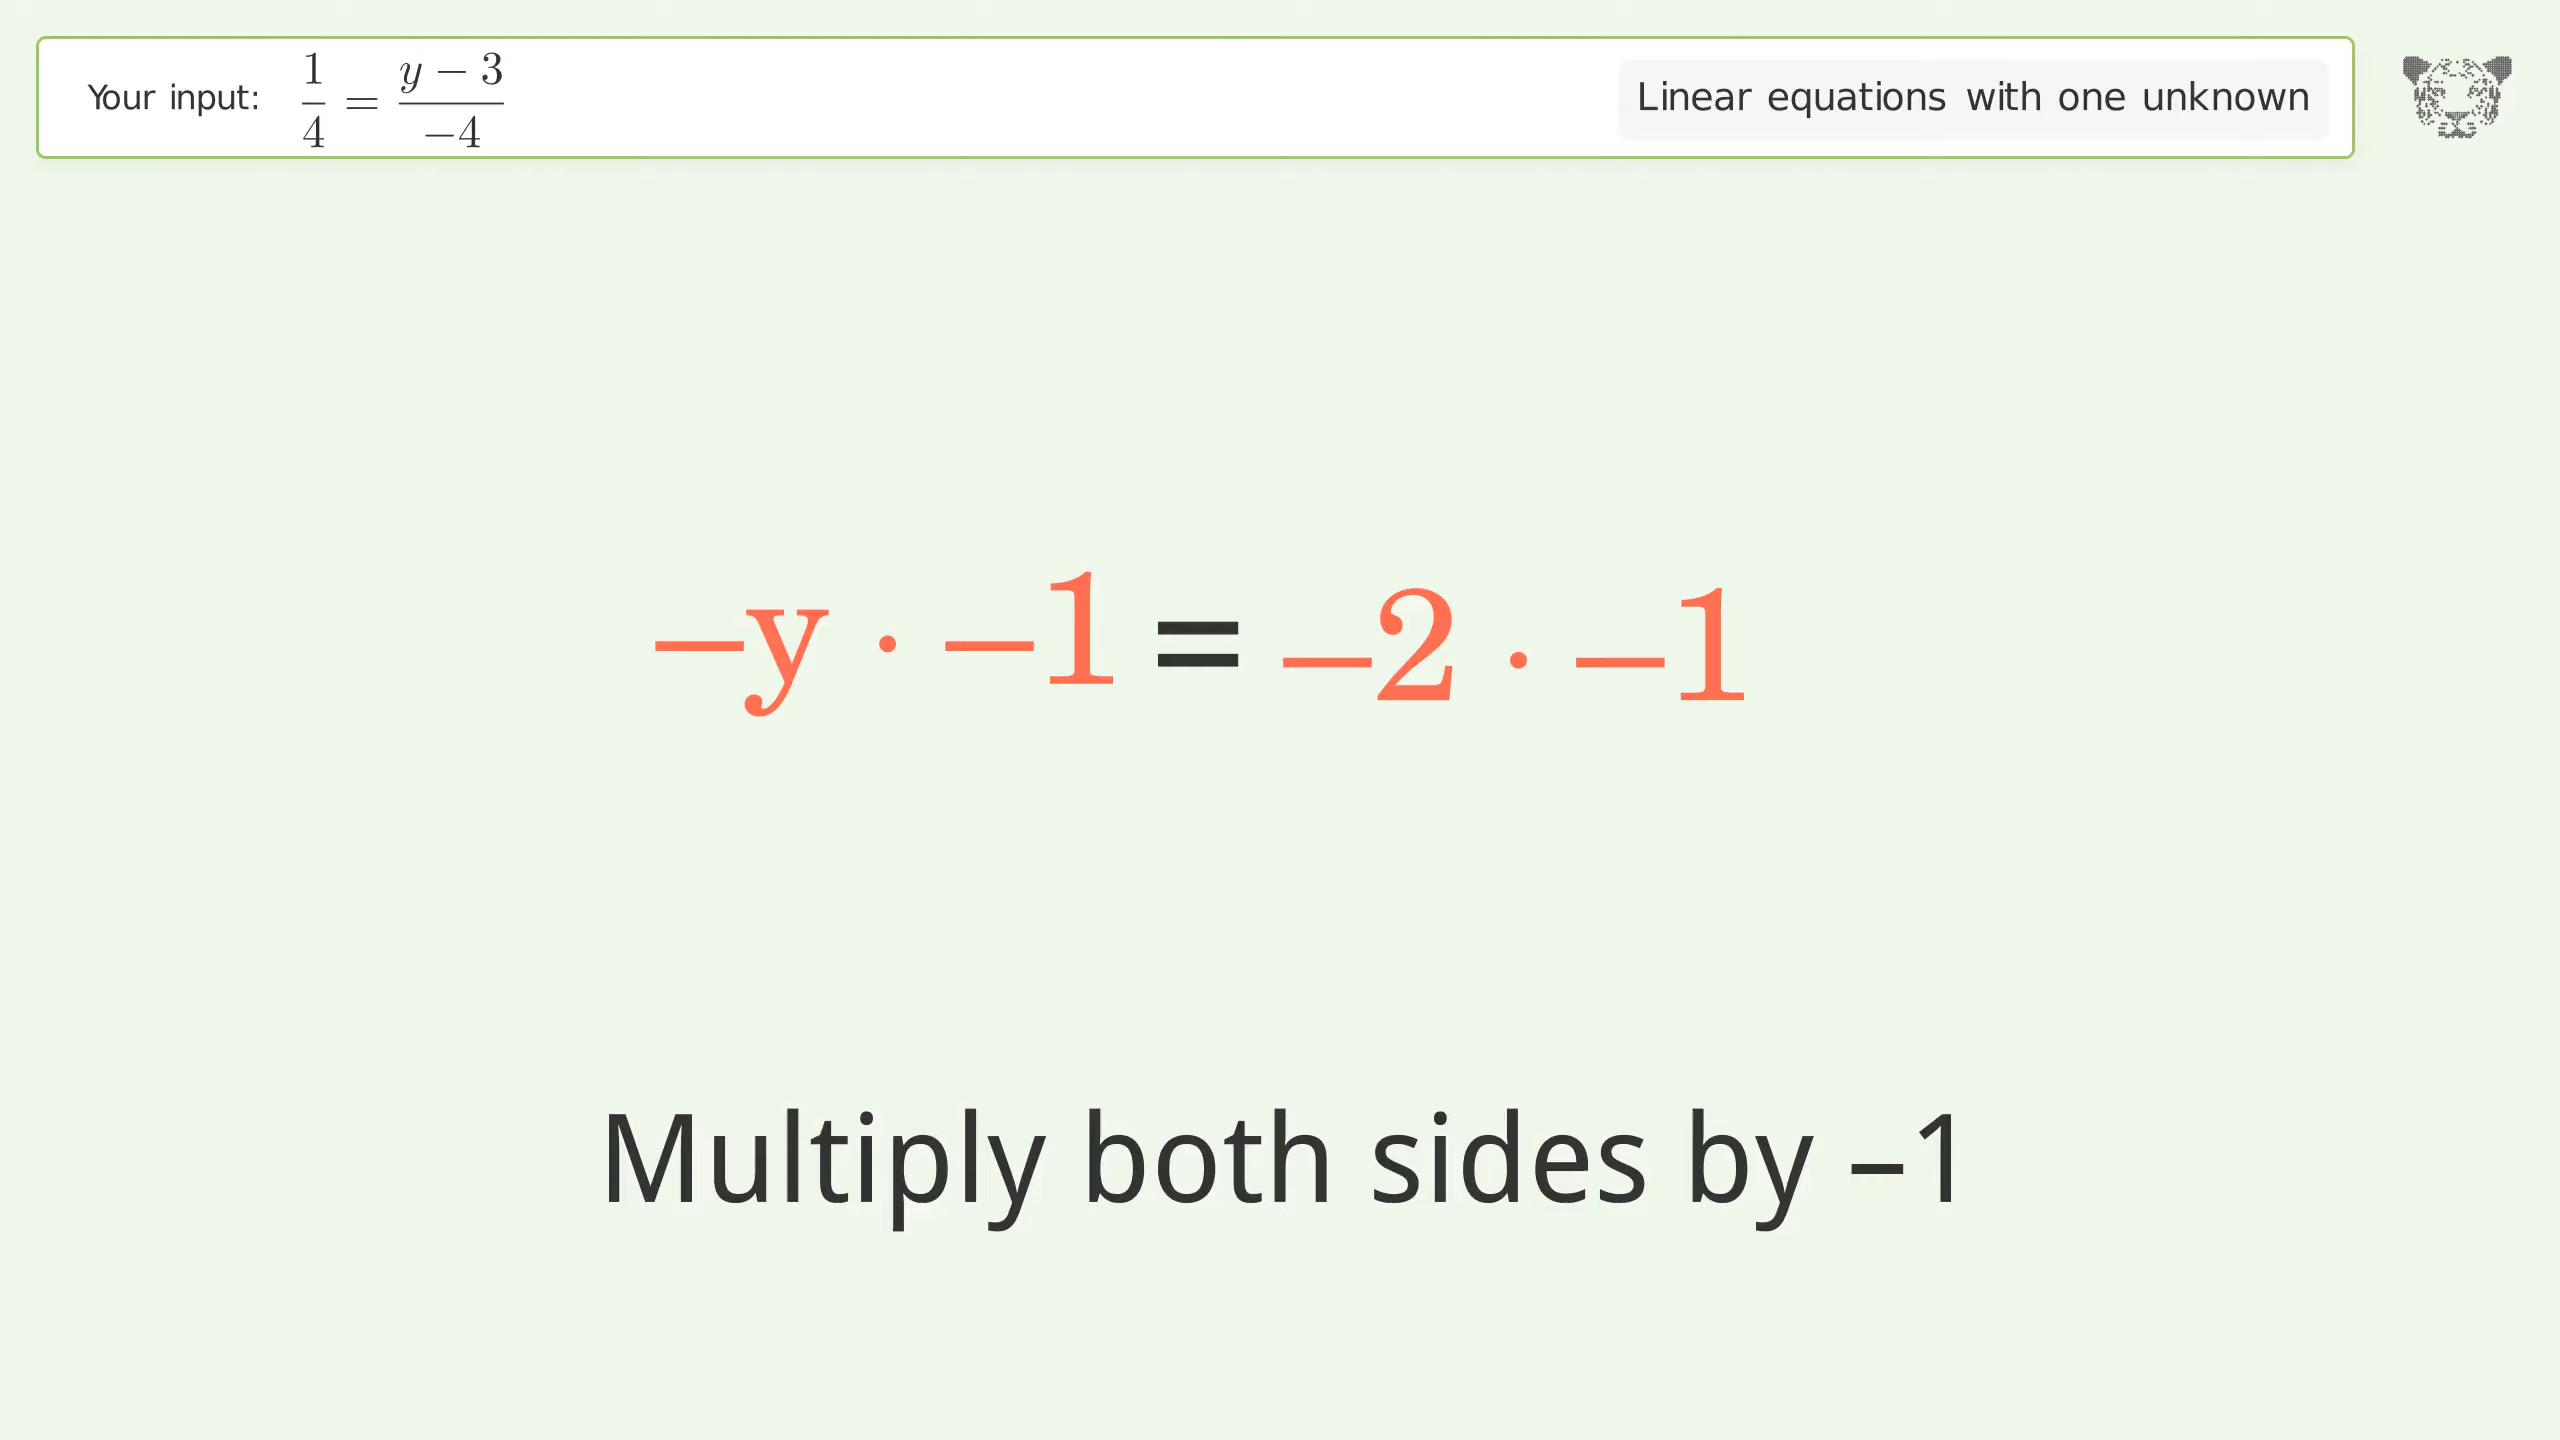 Your input: 1/4 = y − 3/−4
Linear equations with one unknown
−y · −1 = −2 · −1
Multiply both sides by –1